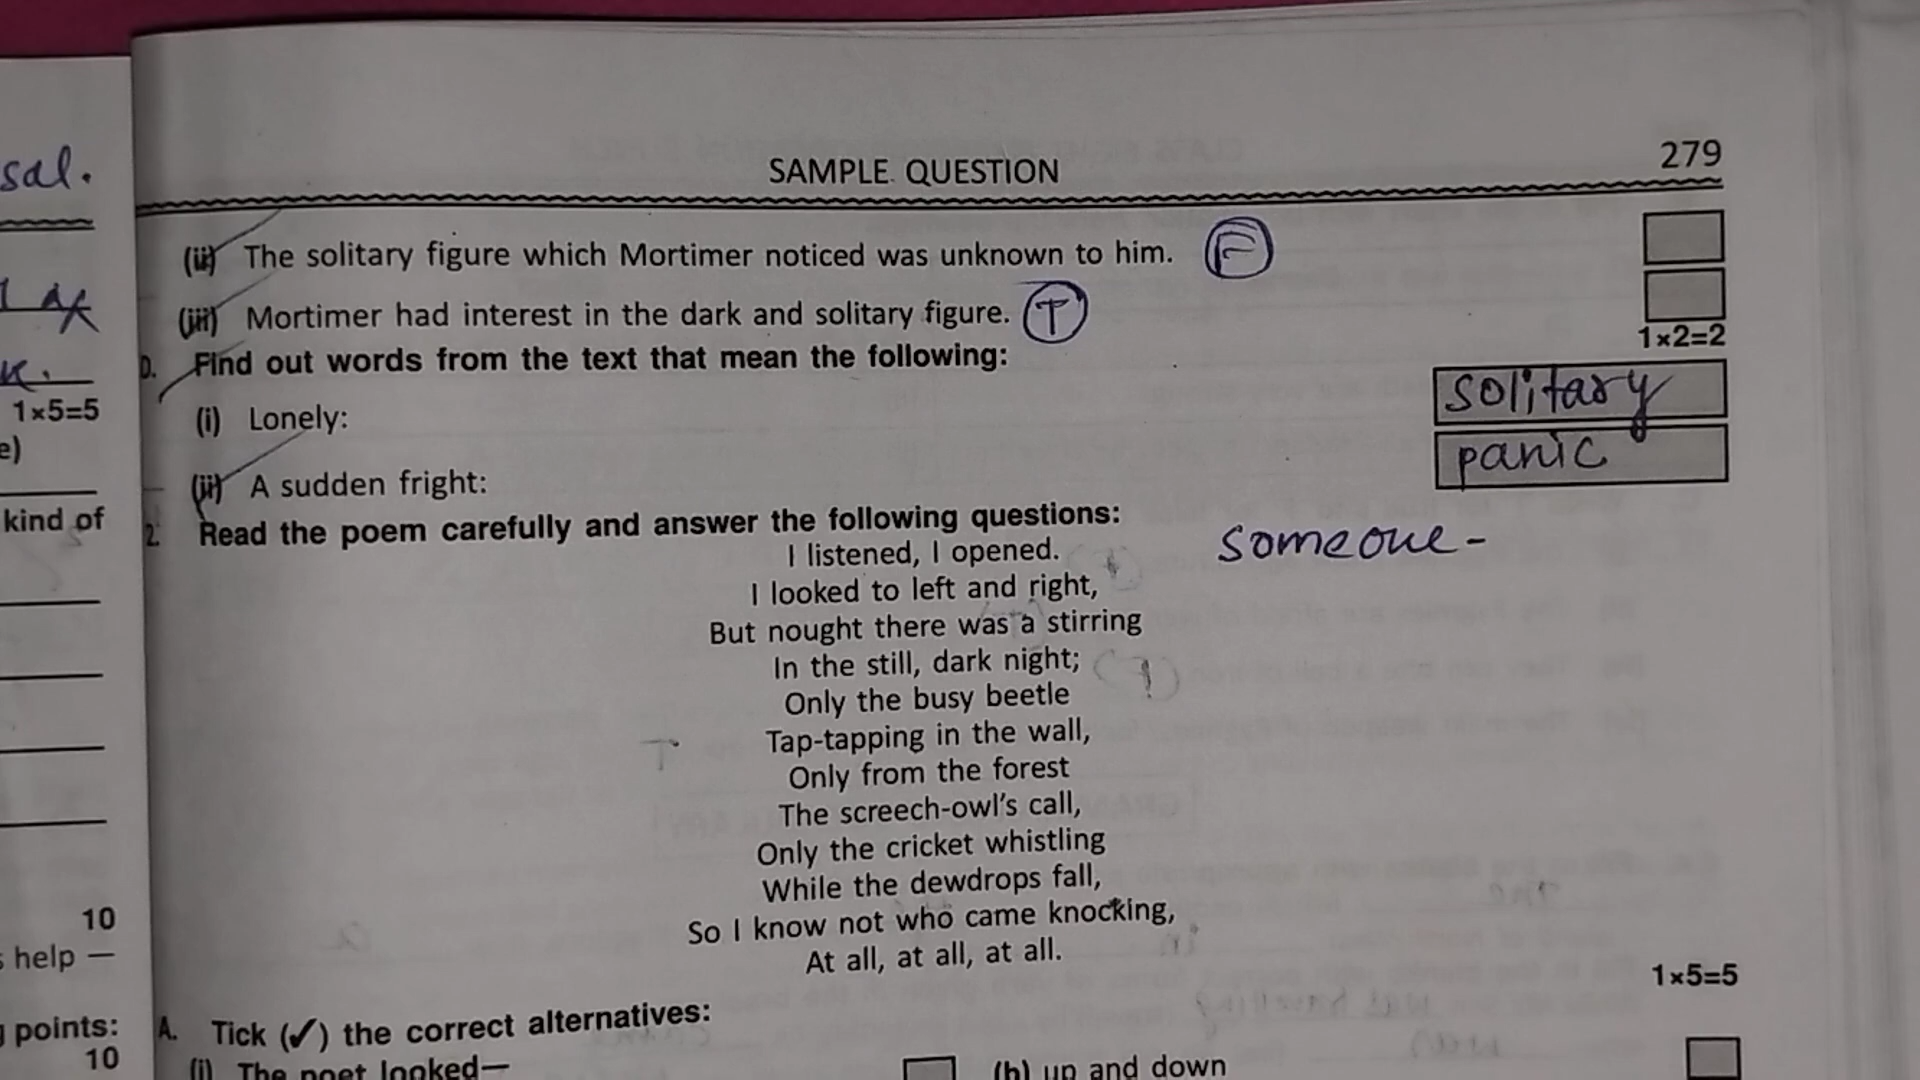 sal.
kind of
1×5=5
e)
10
help —
points:
10
279
SAMPLE QUESTION
(ii) The solitary figure which Mortimer noticed was unknown to him. F
(iii) Mortimer had interest in the dark and solitary figure. T
1×2=2
D. Find out words from the text that mean the following:
(i) Lonely: solitary
(ii) A sudden fright: panic
2. Read the poem carefully and answer the following questions:
someone-
I listened, I opened.
I looked to left and right,
But nought there was a stirring
In the still, dark night;
Only the busy beetle
Tap-tapping in the wall,
Only from the forest
The screech-owl's call,
Only the cricket whistling
While the dewdrops fall,
So I know not who came knocking,
At all, at all, at all.
1×5=5
A. Tick (✓) the correct alternatives:
(i) The poet looked—
(b) up and down